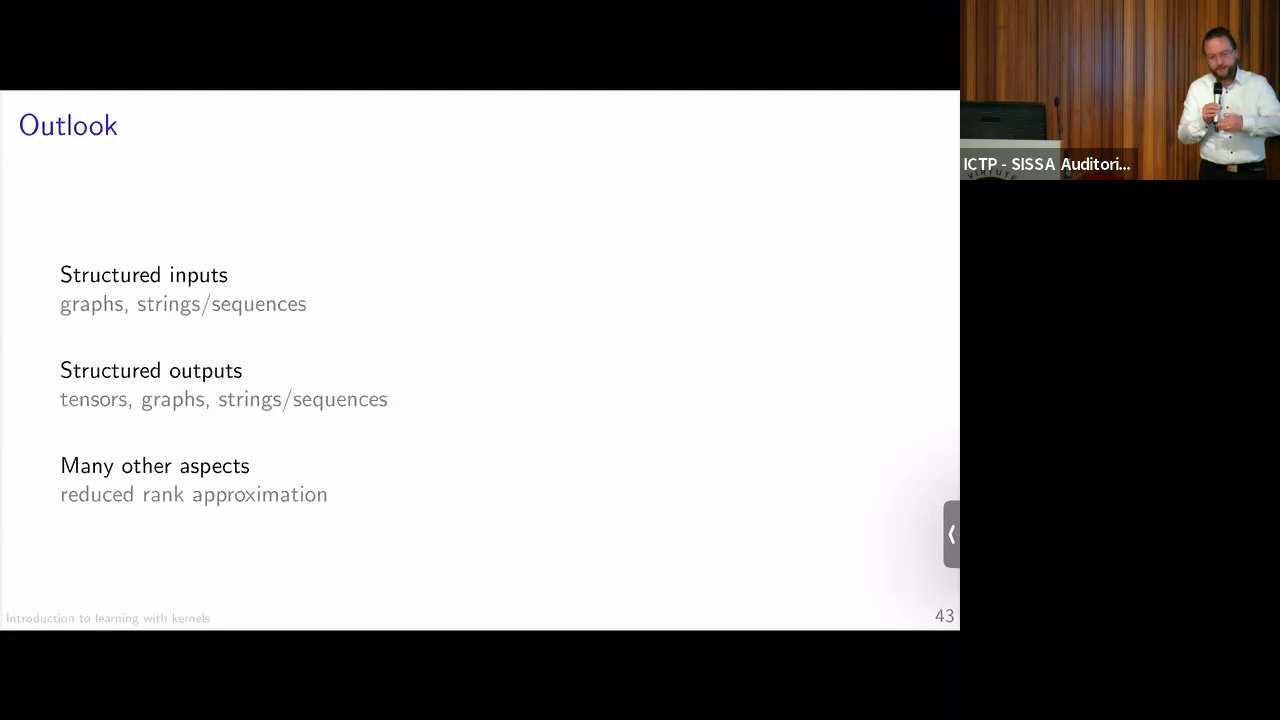 Outlook
Structured inputs
graphs, strings/sequences
Structured outputs
tensors, graphs, strings/sequences
Many other aspects
reduced rank approximation
Introduction to learning with kernels
43
ICTP - SISSA Auditori...
VIRTUTE